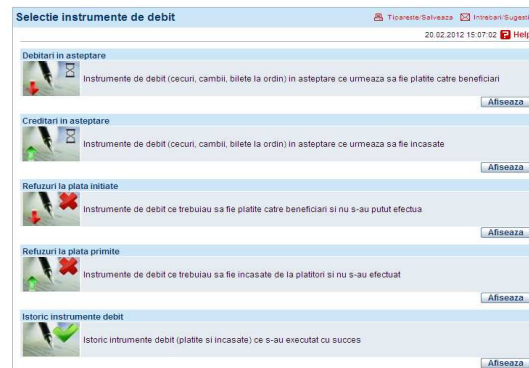 Selectie instrumente de debit
Tipareste/Salveaza Intrebari/Sugesti
20.02.2012 15:07:02 ? Help
Debitari in asteptare
Instrumente de debit (cecuri, cambii, bilete la ordin) in asteptare ce urmeaza sa fie platite catre beneficiari
Afiseaza
Creditari in asteptare
Instrumente de debit (cecuri, cambii, bilete la ordin) in asteptare ce urmeaza sa fie incasate
Afiseaza
Refuzuri la plata initiate
Instrumente de debit ce trebuiau sa fie platite catre beneficiari si nu s-au putut efectua
Afiseaza
Refuzuri la plata primite
Instrumente de debit ce trebuiau sa fie incasate de la platitori si nu s-au efectuat
Afiseaza
Istoric instrumente debit
Istoric intrumente debit (platite si incasate) ce s-au executat cu succes
Afiseaza